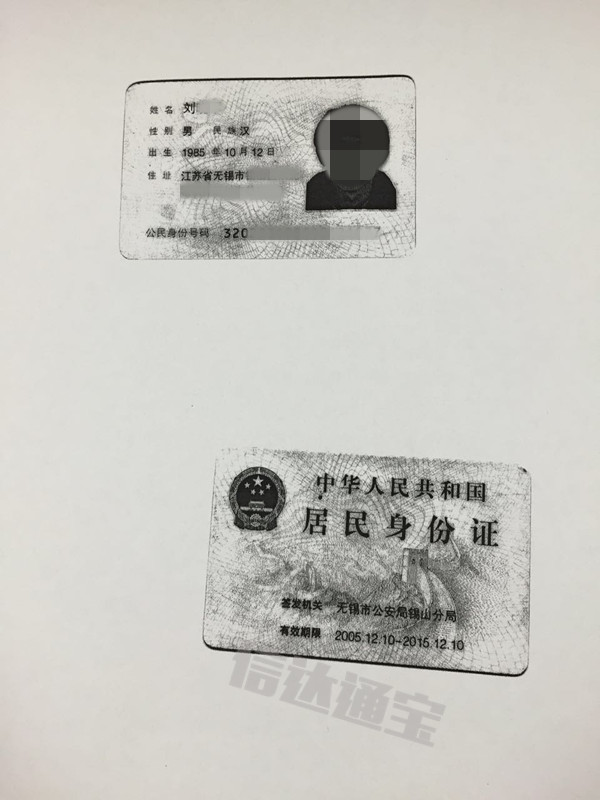 姓名 刘
性别 男 民族 汉
出生 1985 年 10 月 12 日
住址 江苏省无锡市
公民身份号码 320
中华人民共和国
居民身份证
签发机关 无锡市公安局锡山分局
有效期限 2005.12.10-2015.12.10
信达通宝